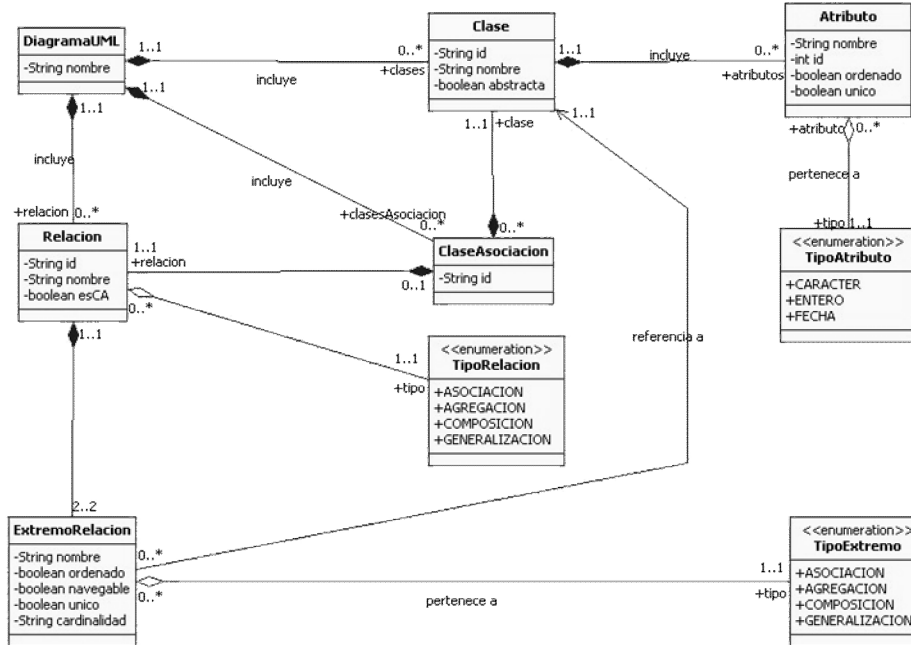 DiagramaUML
-String nombre
1..1
incluye
0..*
+clases
Clase
-String id
-String nombre
-boolean abstracta
1..1
incluye
0..*
+atributos
Atributo
-String nombre
-int id
-boolean ordenado
-boolean unico
1..1
1..1
incluye
+relacion
0..*
incluye
+clasesAsociacion
0..*
1..1
+clase
0..*
1..1
+atributo
0..*
pertenece a
+tipo
1..1
<<enumeration>>
TipoAtributo
+CARACTER
+ENTERO
+FECHA
Relacion
-String id
-String nombre
-boolean esCA
1..1
+relacion
0..1
ClaseAsociacion
-String id
0..*
1..1
+tipo
<<enumeration>>
TipoRelacion
+ASOCIACION
+AGREGACION
+COMPOSICION
+GENERALIZACION
referencia a
1..1
2..2
ExtremoRelacion
-String nombre
-boolean ordenado
-boolean navegable
-boolean unico
-String cardinalidad
0..*
0..*
pertenece a
1..1
+tipo
<<enumeration>>
TipoExtremo
+ASOCIACION
+AGREGACION
+COMPOSICION
+GENERALIZACION